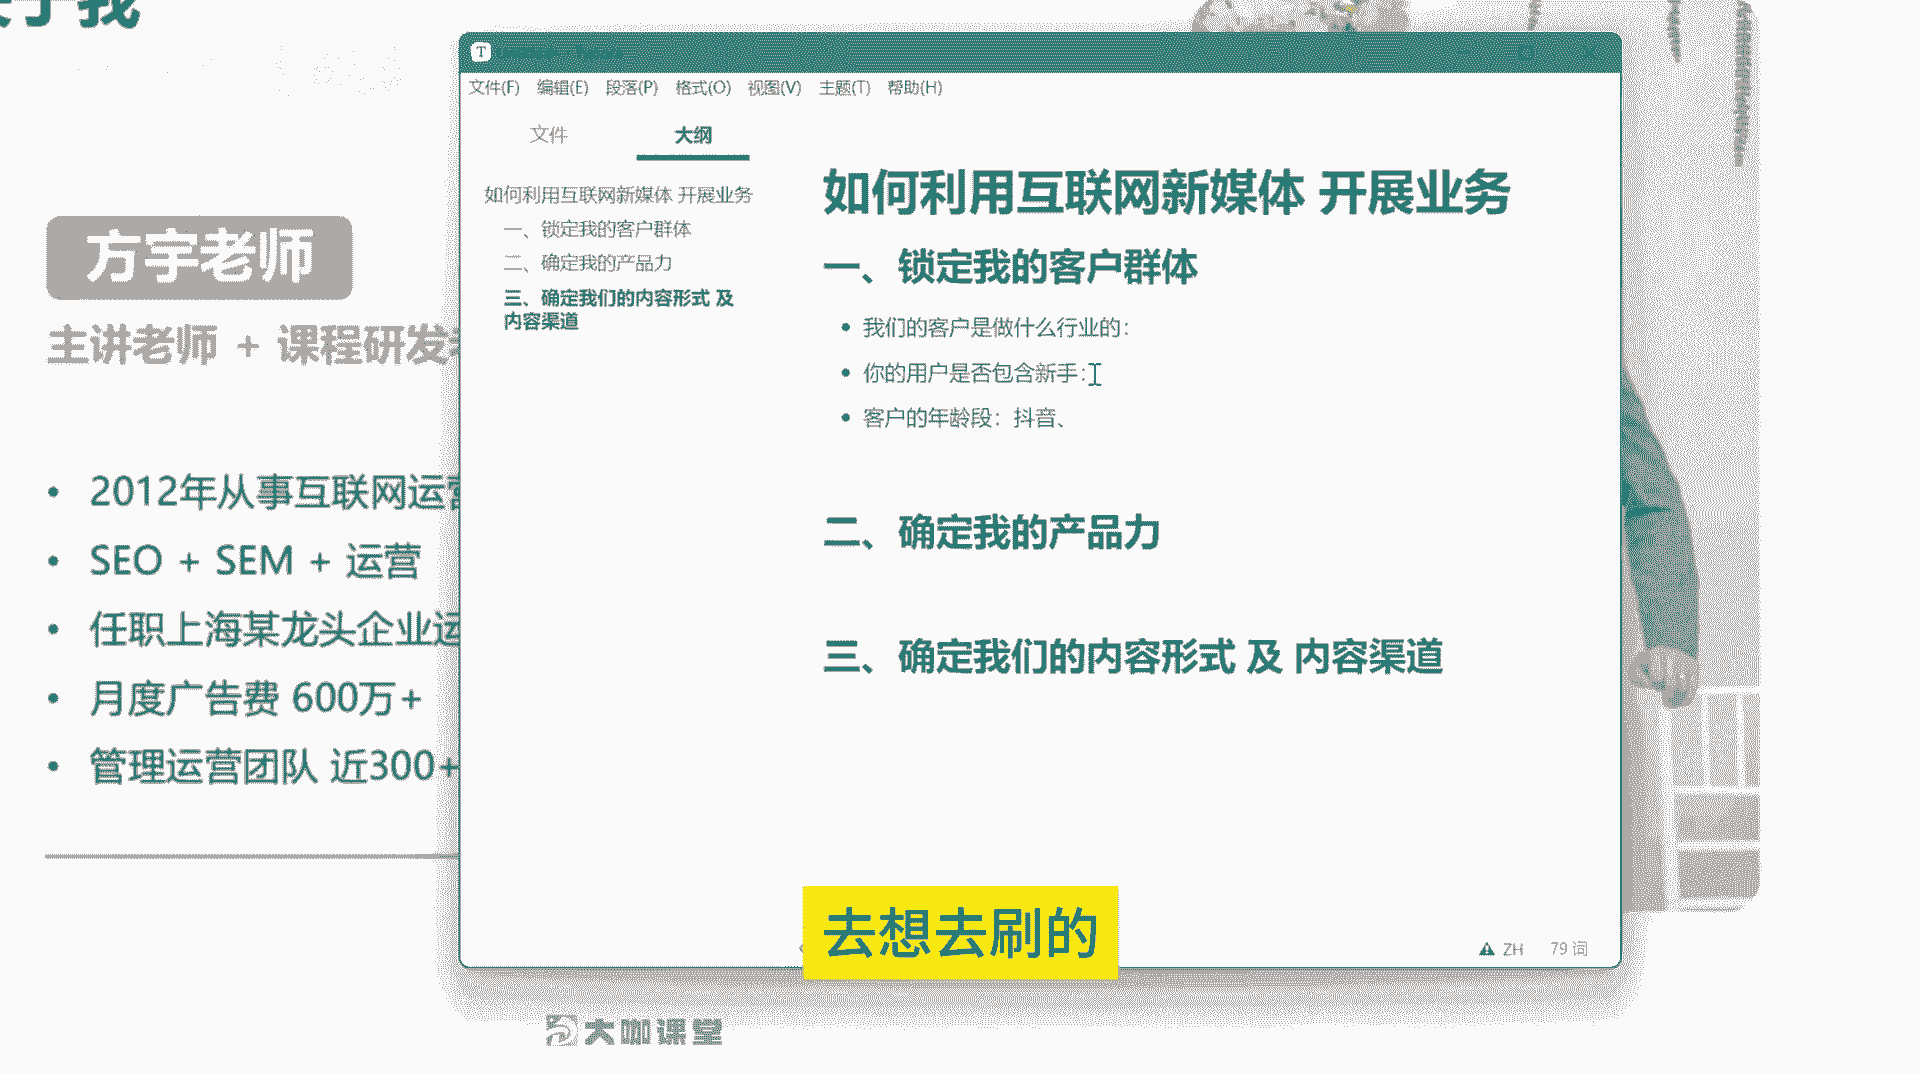 于我
方宇老师
主讲老师 + 课程研发
2012年从事互联网运营
SEO + SEM + 运营
任职上海某龙头企业运
月度广告费 600万+
管理运营团队 近300+
T
文件(F) 编辑(E) 段落(P) 格式(O) 视图(V) 主题(T) 帮助(H)
文件 大纲
如何利用互联网新媒体 开展业务
一、锁定我的客户群体
二、确定我的产品力
三、确定我们的内容形式 及
内容渠道
如何利用互联网新媒体 开展业务
一、锁定我的客户群体
我们的客户是做什么行业的：
你的用户是否包含新手：
客户的年龄段：抖音、
二、确定我的产品力
三、确定我们的内容形式 及 内容渠道
ZH 79 词
去想去刷的
大咖课堂